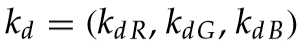 k_d = (k_{dR}, k_{dG}, k_{dB})